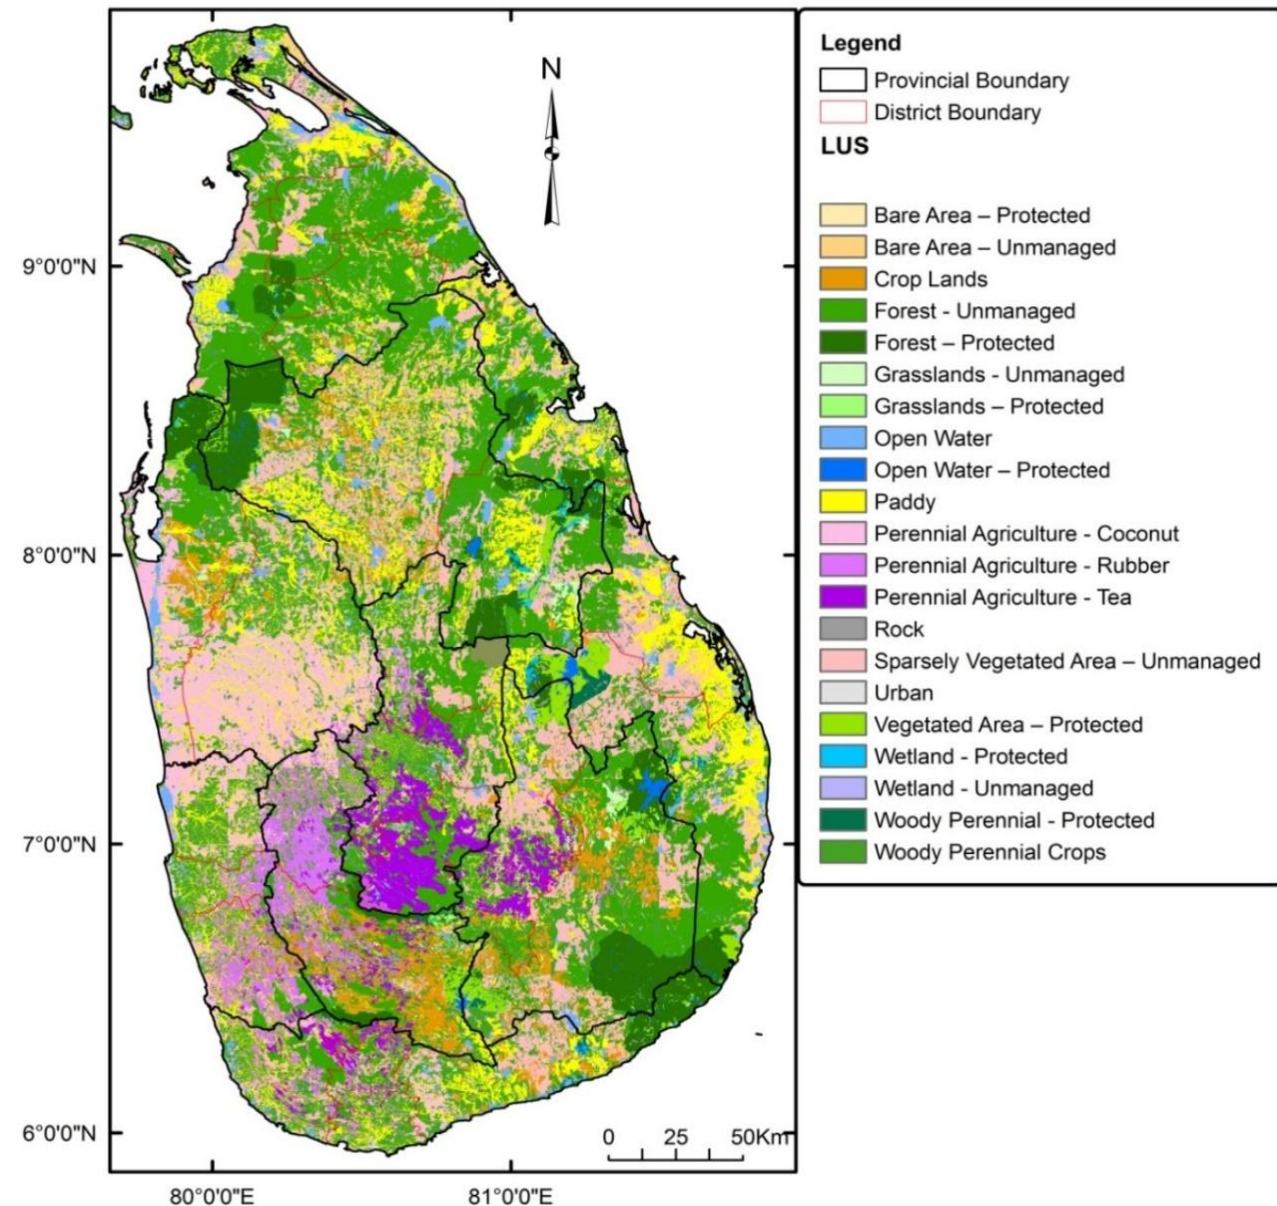 N
9°0'0"N
8°0'0"N
7°0'0"N
6°0'0"N
80°0'0"E
81°0'0"E
0 25 50Km
Legend
Provincial Boundary
District Boundary
LUS
Bare Area – Protected
Bare Area – Unmanaged
Crop Lands
Forest - Unmanaged
Forest – Protected
Grasslands - Unmanaged
Grasslands – Protected
Open Water
Open Water – Protected
Paddy
Perennial Agriculture - Coconut
Perennial Agriculture - Rubber
Perennial Agriculture - Tea
Rock
Sparsely Vegetated Area – Unmanaged
Urban
Vegetated Area – Protected
Wetland - Protected
Wetland - Unmanaged
Woody Perennial - Protected
Woody Perennial Crops